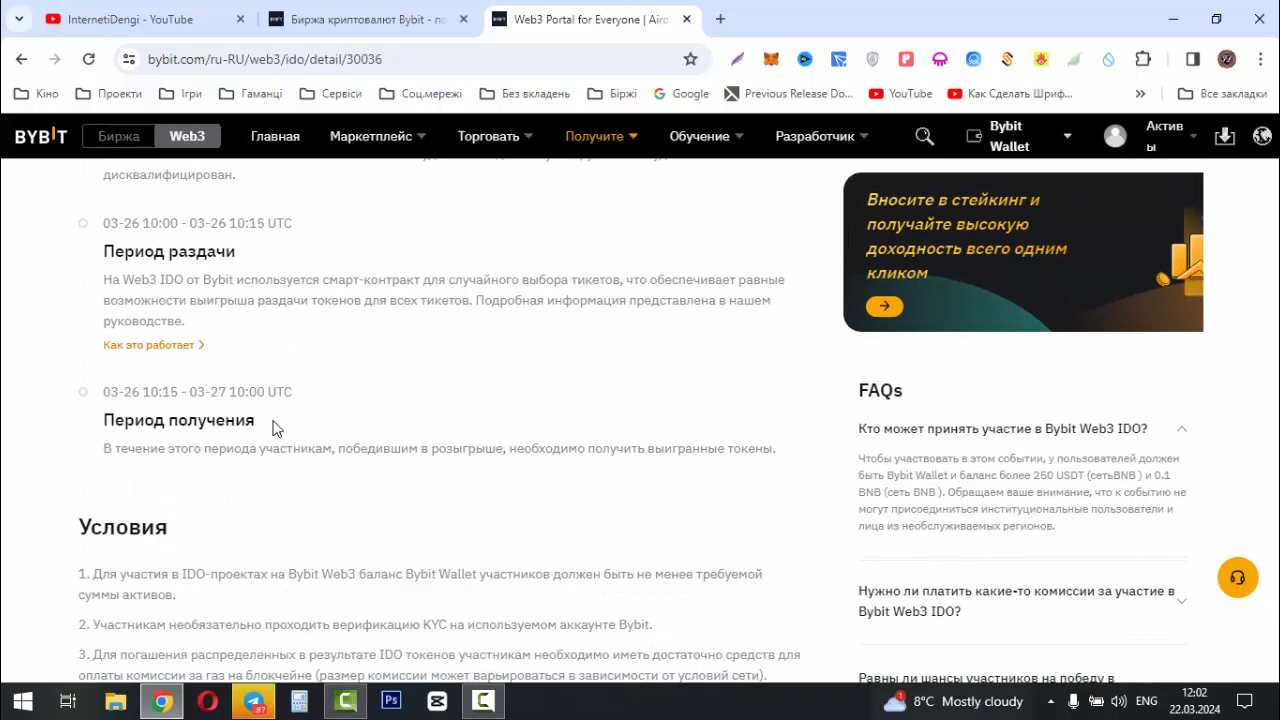 InternetiDengi - YouTube
Биржа криптовалют Bybit - по
Web3 Portal for Everyone | Aird
bybit.com/ru-RU/web3/ido/detail/30036
Кіно
Проекти
Ігри
Гаманці
Сервіси
Соц.мережі
Без вкладень
Біржі
Google
Previous Release Do...
YouTube
Как Сделать Шриф...
Все закладки
BYBIT
Биржа
Web3
Главная
Маркетплейс
Торговать
Получите
Обучение
Разработчик
Bybit
Wallet
Актив
ы
дисквалифицирован.
03-26 10:00 - 03-26 10:15 UTC
Период раздачи
На Web3 IDO от Bybit используется смарт-контракт для случайного выбора тикетов, что обеспечивает равные
возможности выигрыша раздачи токенов для всех тикетов. Подробная информация представлена в нашем
руководстве.
Как это работает
03-26 10:15 - 03-27 10:00 UTC
Период получения
В течение этого периода участникам, победившим в розыгрыше, необходимо получить выигранные токены.
Условия
1. Для участия в IDO-проектах на Bybit Web3 баланс Bybit Wallet участников должен быть не менее требуемой
суммы активов.
2. Участникам необязательно проходить верификацию KYC на используемом аккаунте Bybit.
3. Для погашения распределенных в результате IDO токенов участникам необходимо иметь достаточно средств для
оплаты комиссии за газ на блокчейне (размер комиссии может варьироваться в зависимости от условий сети).
Вносите в стейкинг и
получайте высокую
доходность всего одним
кликом
FAQs
Кто может принять участие в Bybit Web3 IDO?
Чтобы участвовать в этом событии, у пользователей должен
быть Bybit Wallet и баланс более 250 USDT (сетьBNB ) и 0.1
BNB (сеть BNB ). Обращаем ваше внимание, что к событию не
могут присоединиться институциональные пользователи и
лица из необслуживаемых регионов.
Нужно ли платить какие-то комиссии за участие в
Bybit Web3 IDO?
Равны ли шансы участников на победу в
87
Ps
1
8°C Mostly cloudy
ENG
12:02
22.03.2024